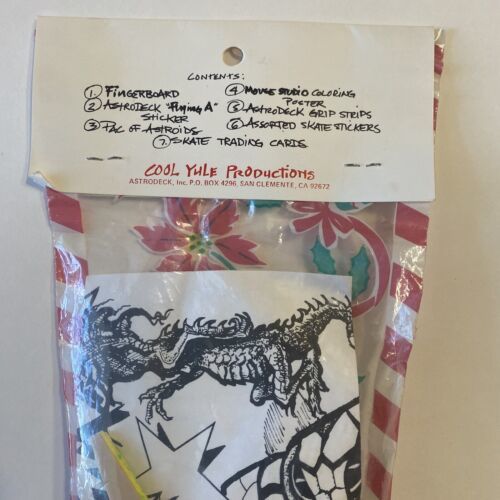 CONTENTS:
① FINGERBOARD
② ASTRODECK "FLYING A" STICKER
③ PAC OF ASTROIDS
④ MOUSE STUDIO COLORING POSTER
⑤ ASTRODECK GRIP STRIPS
⑥ ASSORTED SKATE STICKERS
⑦ SKATE TRADING CARDS
COOL YULE PRODUCTIONS
ASTRODECK, Inc. P.O. BOX 4296, SAN CLEMENTE, CA 92672